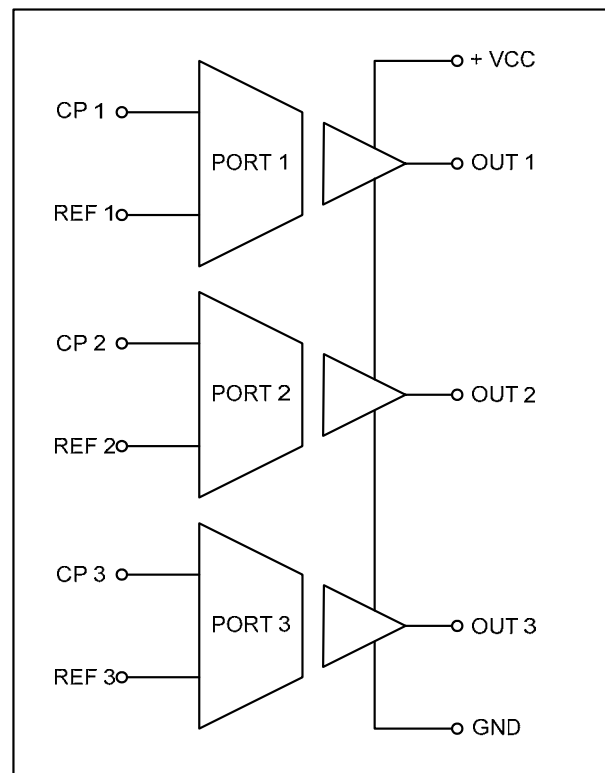 + VCC
CP 1
PORT 1
OUT 1
REF 1
CP 2
PORT 2
OUT 2
REF 2
CP 3
PORT 3
OUT 3
REF 3
GND